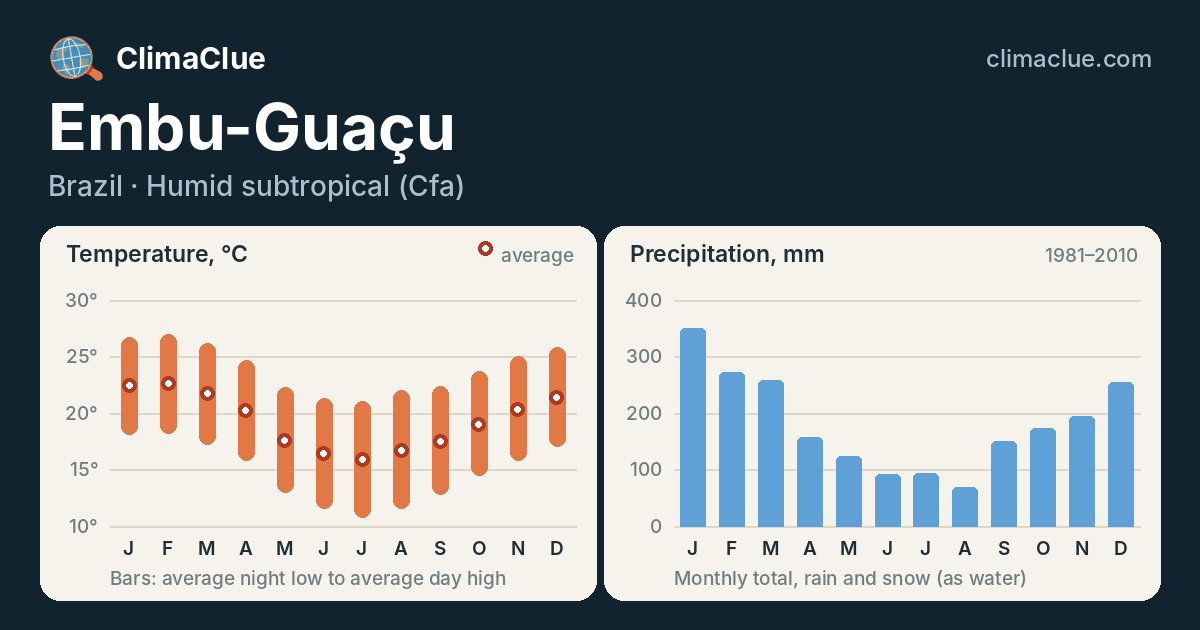 ClimaClue
climaclue.com
Embu-Guaçu
Brazil · Humid subtropical (Cfa)
Temperature, °C
average
30°
25°
20°
15°
10°
J F M A M J J A S O N D
Bars: average night low to average day high
Precipitation, mm
1981–2010
400
300
200
100
0
J F M A M J J A S O N D
Monthly total, rain and snow (as water)